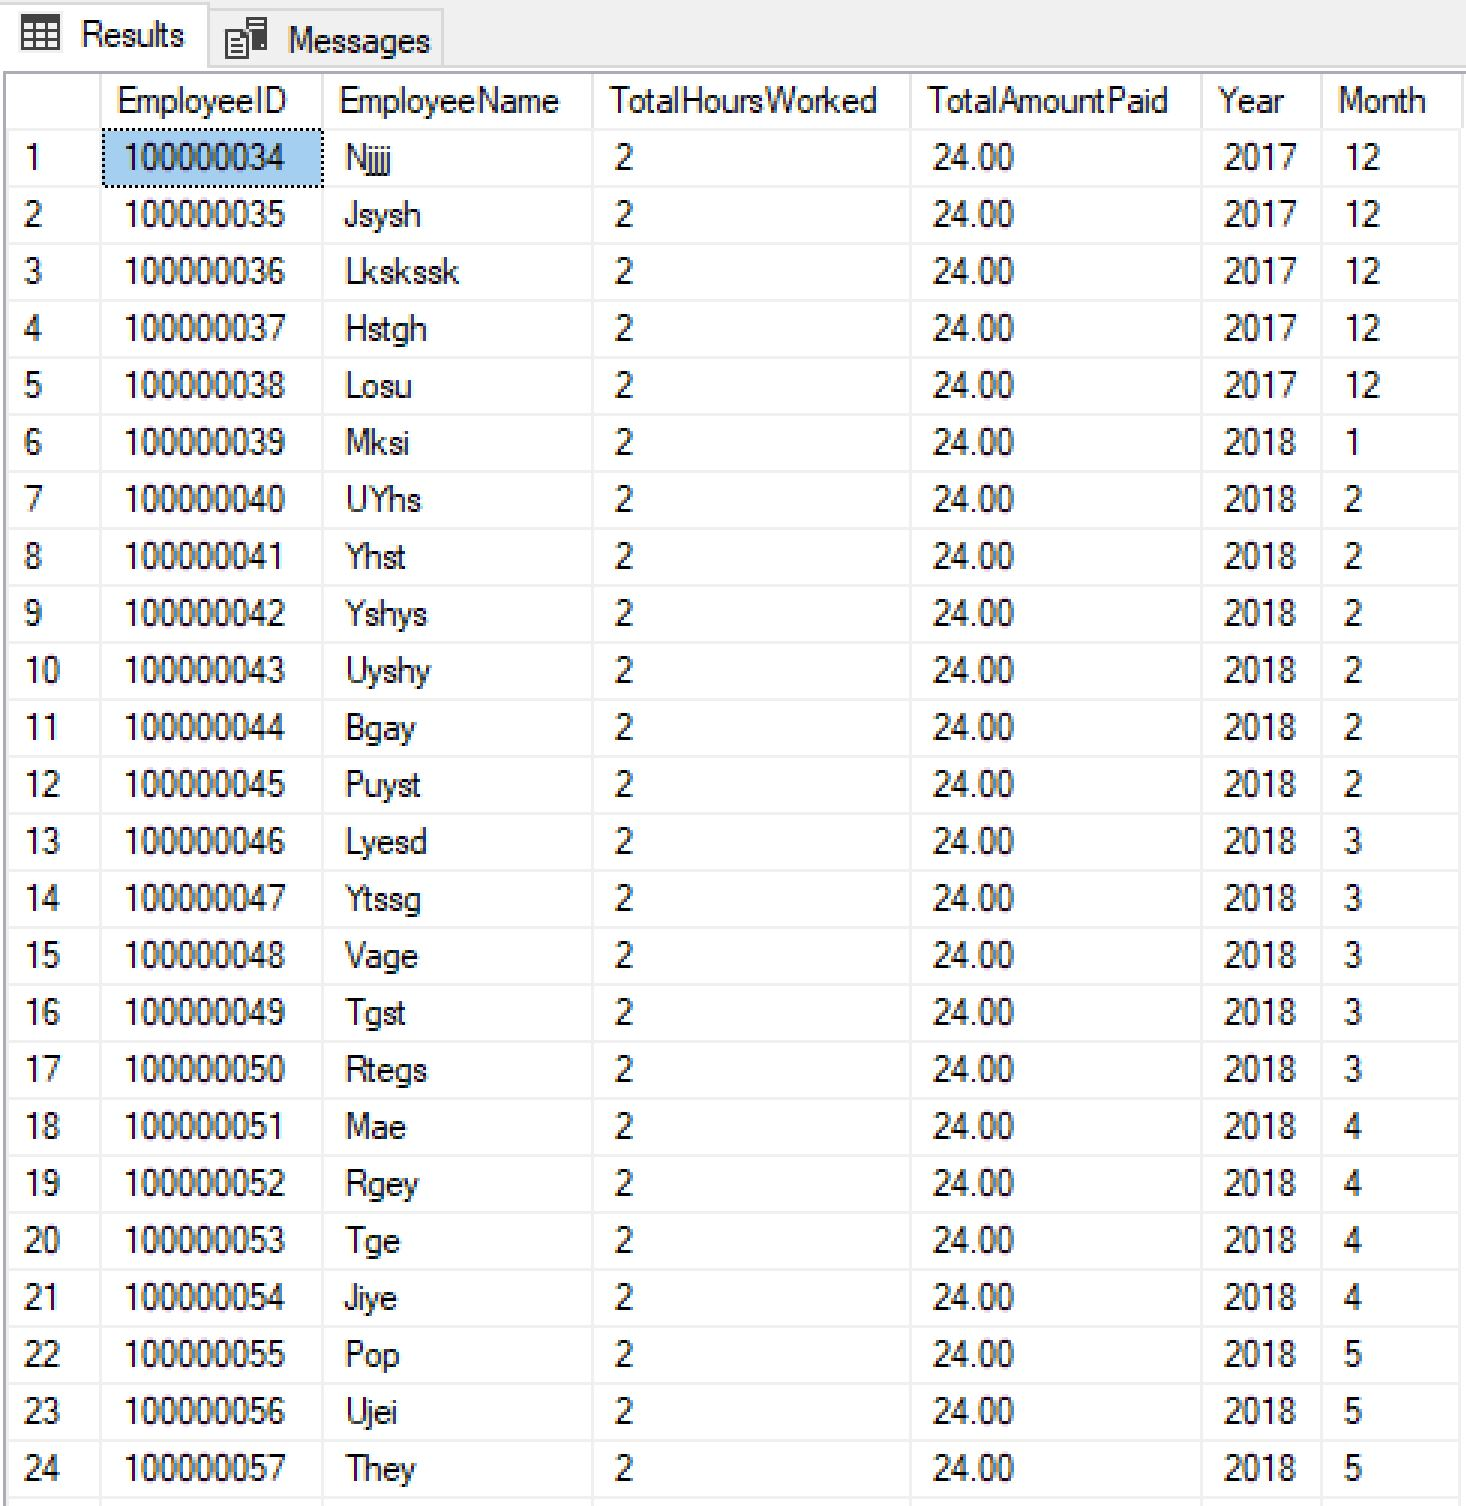 Results Messages
EmployeeID EmployeeName TotalHoursWorked TotalAmountPaid Year Month
1 100000034 Njjjj 2 24.00 2017 12
2 100000035 Jsysh 2 24.00 2017 12
3 100000036 Lkskssk 2 24.00 2017 12
4 100000037 Hstgh 2 24.00 2017 12
5 100000038 Losu 2 24.00 2017 12
6 100000039 Mksi 2 24.00 2018 1
7 100000040 UYhs 2 24.00 2018 2
8 100000041 Yhst 2 24.00 2018 2
9 100000042 Yshys 2 24.00 2018 2
10 100000043 Uyshy 2 24.00 2018 2
11 100000044 Bgay 2 24.00 2018 2
12 100000045 Puyst 2 24.00 2018 2
13 100000046 Lyesd 2 24.00 2018 3
14 100000047 Ytssg 2 24.00 2018 3
15 100000048 Vage 2 24.00 2018 3
16 100000049 Tgst 2 24.00 2018 3
17 100000050 Rtegs 2 24.00 2018 3
18 100000051 Mae 2 24.00 2018 4
19 100000052 Rgey 2 24.00 2018 4
20 100000053 Tge 2 24.00 2018 4
21 100000054 Jiye 2 24.00 2018 4
22 100000055 Pop 2 24.00 2018 5
23 100000056 Ujei 2 24.00 2018 5
24 100000057 They 2 24.00 2018 5